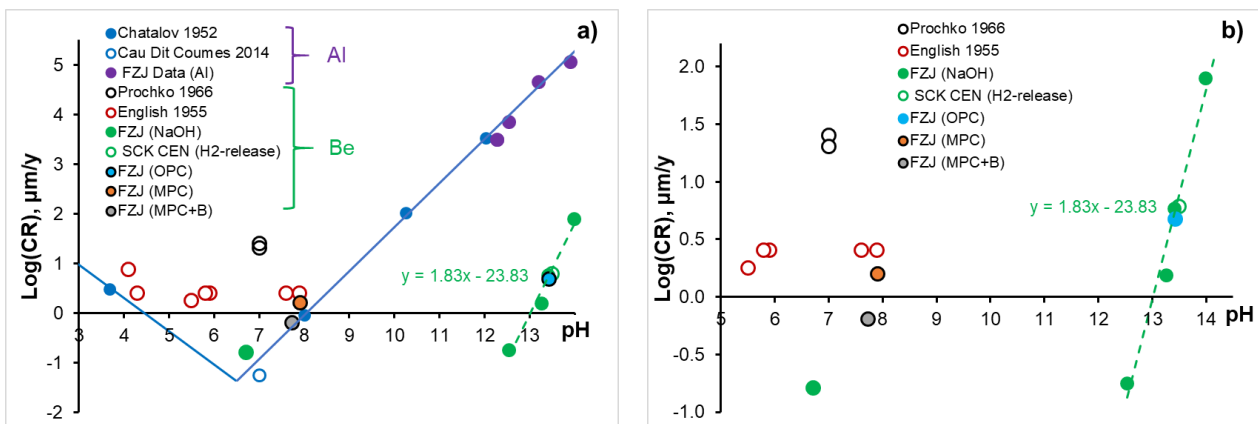 a)
Chatalov 1952
Cau Dit Coumes 2014
FZJ Data (Al)
Al
Prochko 1966
English 1955
FZJ (NaOH)
SCK CEN (H2-release)
FZJ (OPC)
FZJ (MPC)
FZJ (MPC+B)
Be
Log(CR), µm/y
5
4
3
2
1
0
-1
-2
y = 1.83x - 23.83
3 4 5 6 7 8 9 10 11 12 13
pH
b)
Prochko 1966
English 1955
FZJ (NaOH)
SCK CEN (H2-release)
FZJ (OPC)
FZJ (MPC)
FZJ (MPC+B)
Log(CR), µm/y
2.0
1.5
1.0
0.5
0.0
-0.5
-1.0
y = 1.83x - 23.83
5 6 7 8 9 10 11 12 13 14
pH